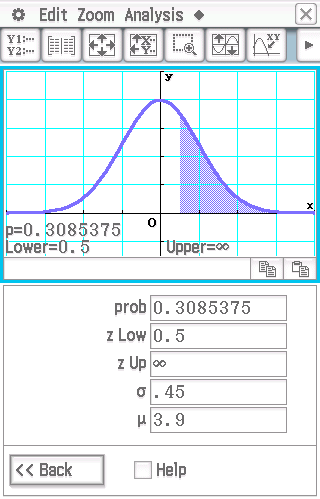 Edit Zoom Analysis
Y1:··· Y2:··· XY
y
O
x
p=0.3085375
Lower=0.5 Upper=∞
prob 0.3085375
z Low 0.5
z Up ∞
σ .45
μ 3.9
<< Back Help